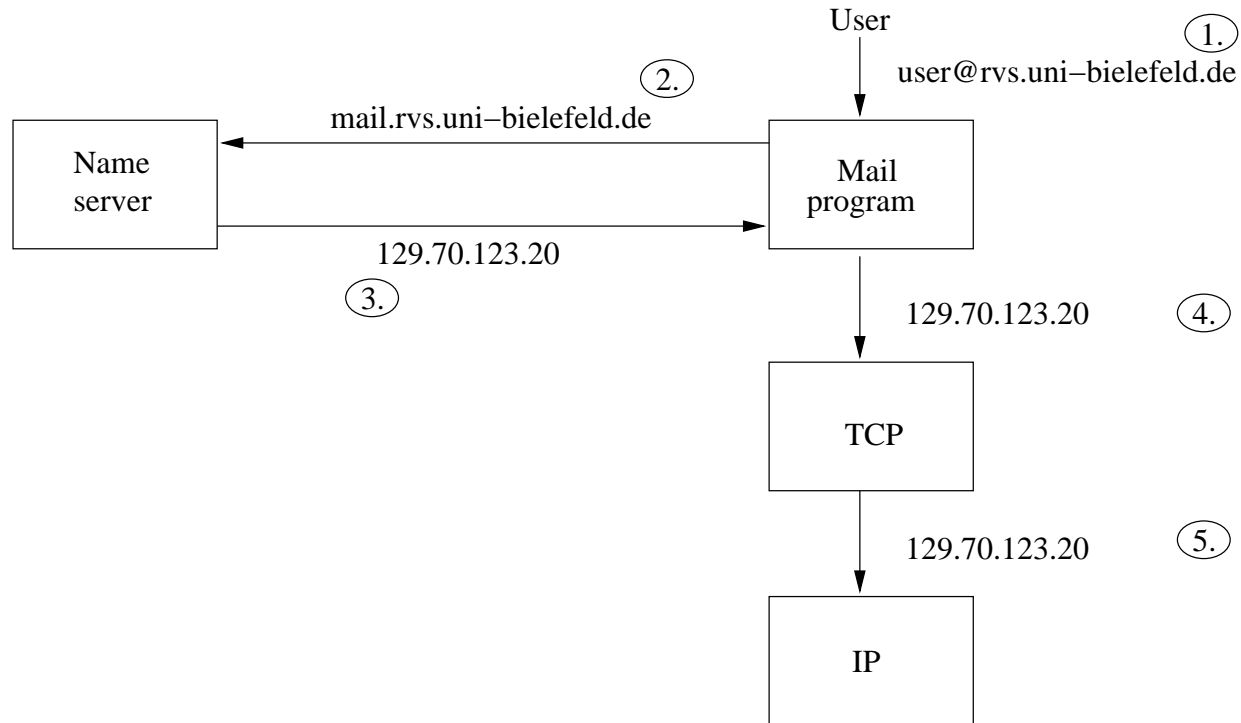 User
1.
user@rvs.uni−bielefeld.de
2.
mail.rvs.uni−bielefeld.de
Name
server
Mail
program
129.70.123.20
3.
129.70.123.20
4.
TCP
129.70.123.20
5.
IP